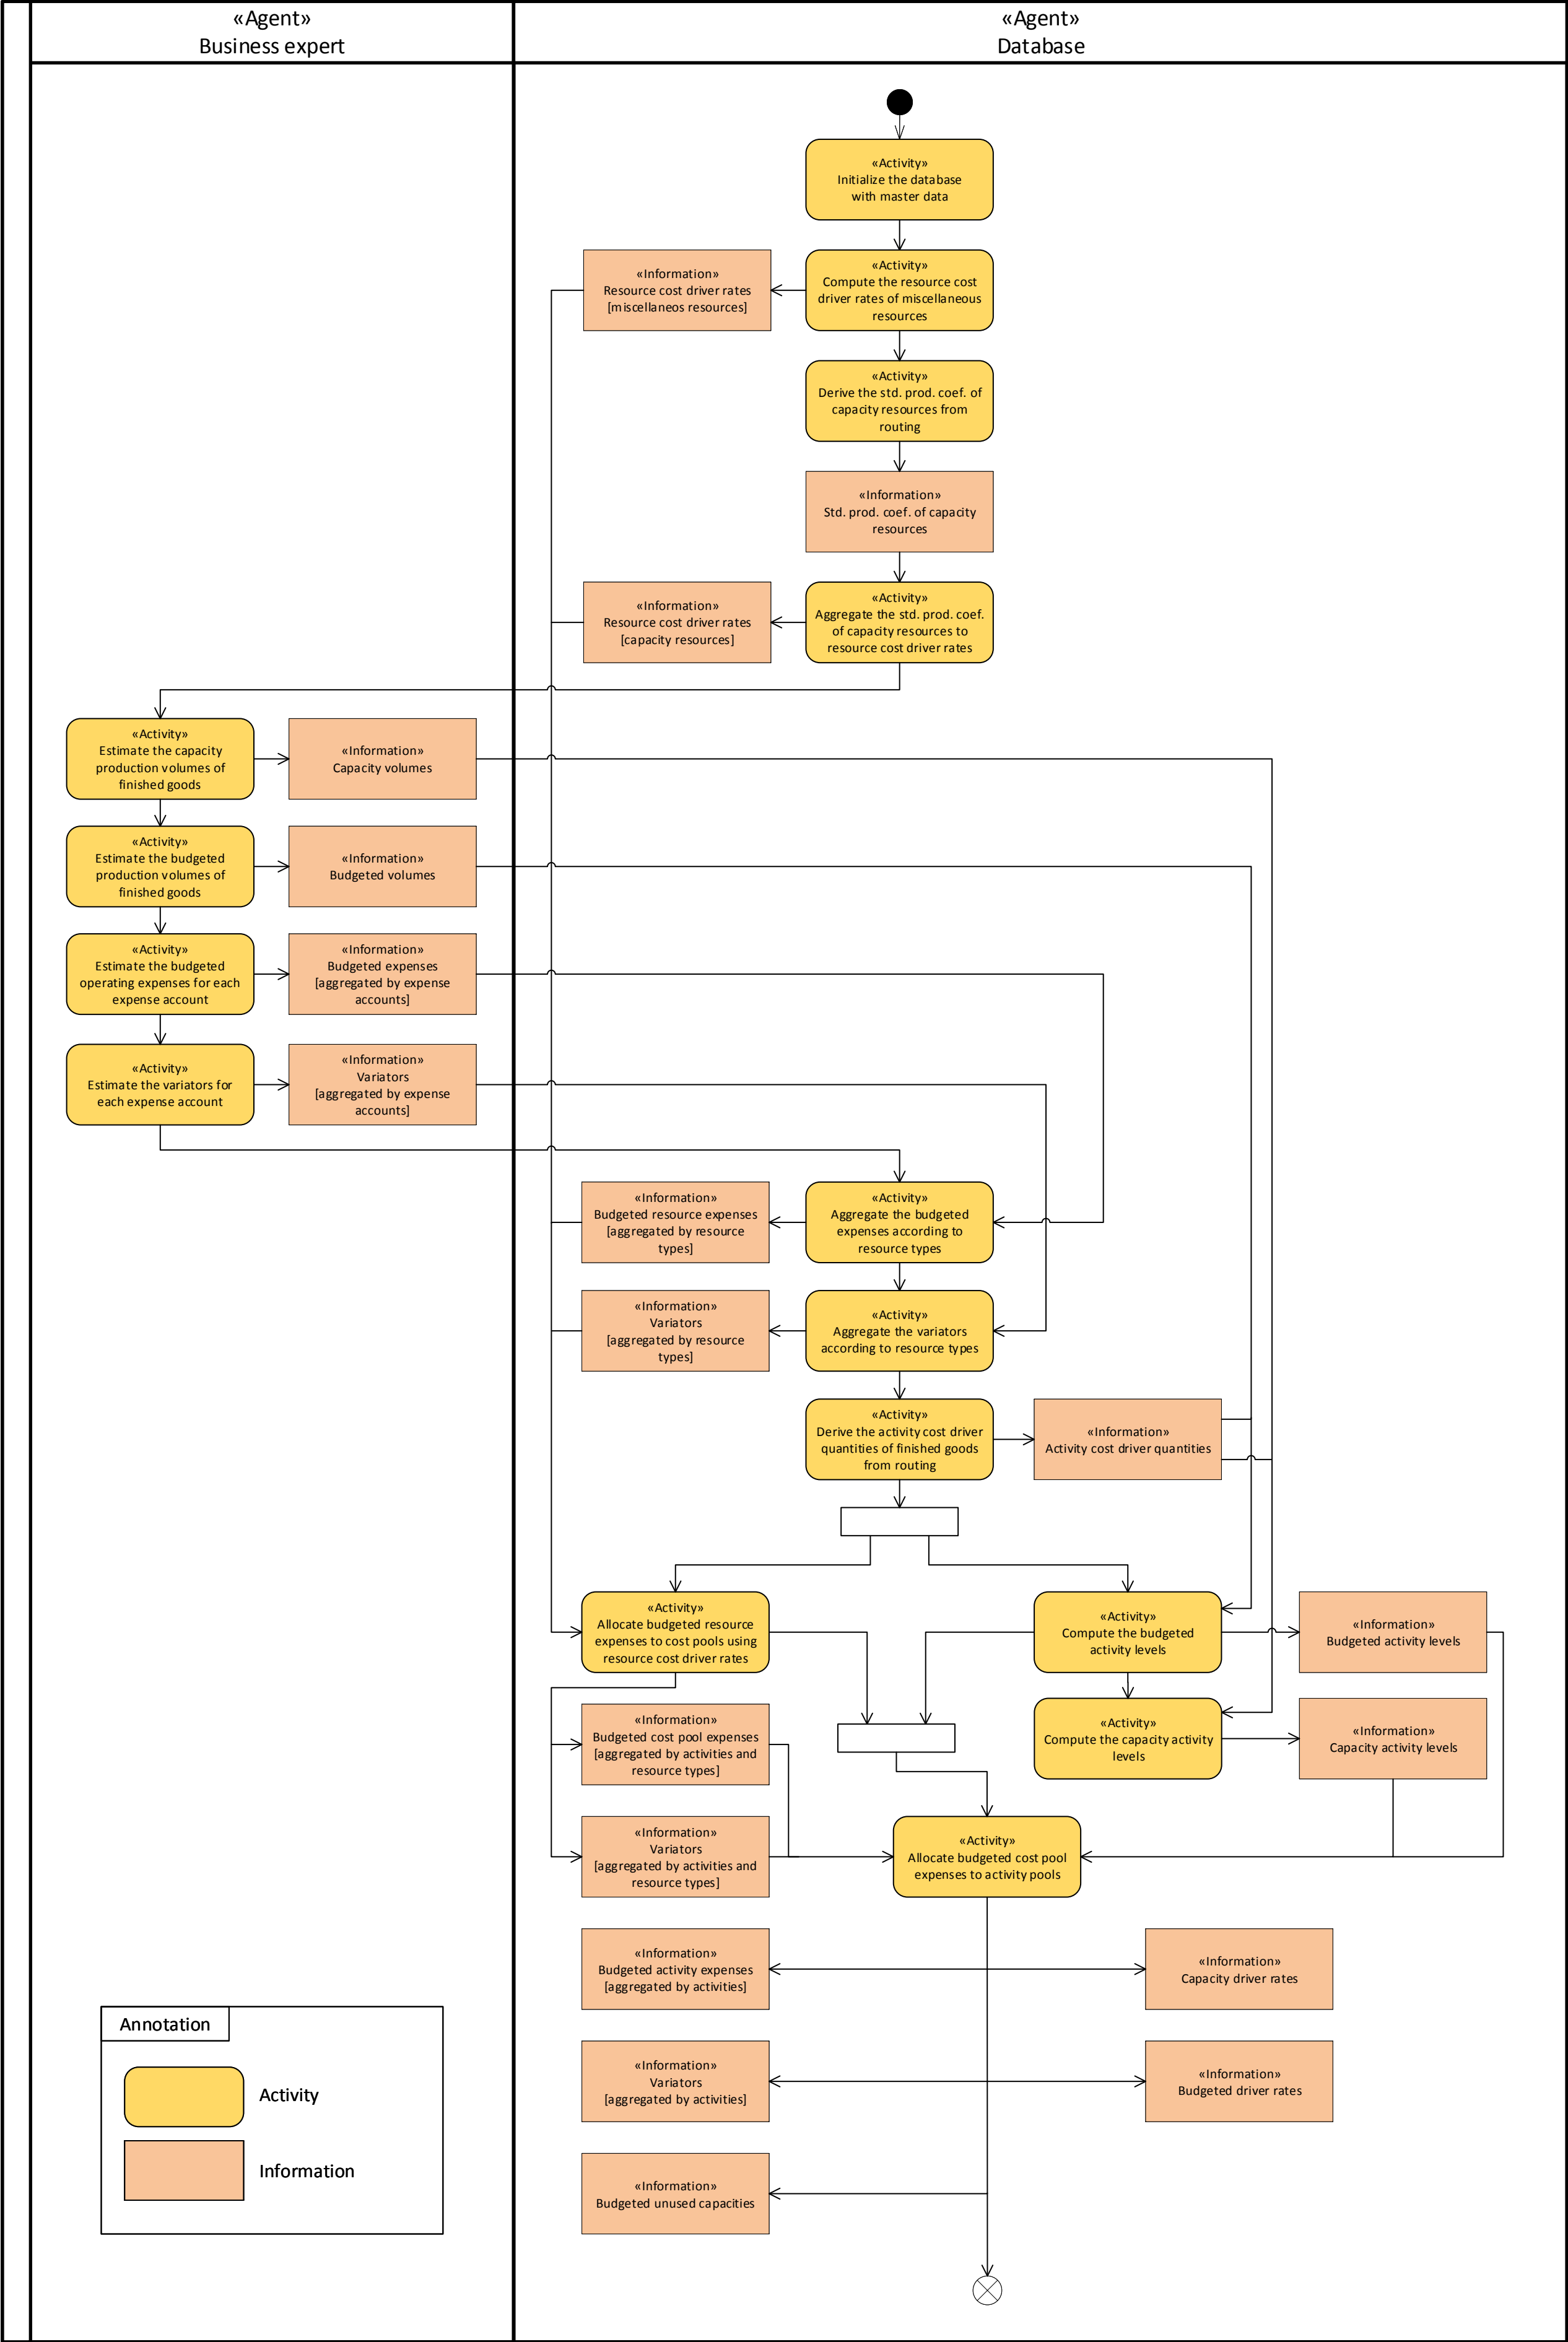 «Agent»
Business expert
«Agent»
Database
«Activity»
Initialize the database
with master data
«Information»
Resource cost driver rates
[miscellaneos resources]
«Activity»
Compute the resource cost
driver rates of miscellaneous
resources
«Activity»
Derive the std. prod. coef. of
capacity resources from
routing
«Information»
Std. prod. coef. of capacity
resources
«Information»
Resource cost driver rates
[capacity resources]
«Activity»
Aggregate the std. prod. coef.
of capacity resources to
resource cost driver rates
«Activity»
Estimate the capacity
production volumes of
finished goods
«Information»
Capacity volumes
«Activity»
Estimate the budgeted
production volumes of
finished goods
«Information»
Budgeted volumes
«Activity»
Estimate the budgeted
operating expenses for each
expense account
«Information»
Budgeted expenses
[aggregated by expense
accounts]
«Activity»
Estimate the variators for
each expense account
«Information»
Variators
[aggregated by expense
accounts]
«Information»
Budgeted resource expenses
[aggregated by resource
types]
«Activity»
Aggregate the budgeted
expenses according to
resource types
«Information»
Variators
[aggregated by resource
types]
«Activity»
Aggregate the variators
according to resource types
«Activity»
Derive the activity cost driver
quantities of finished goods
from routing
«Information»
Activity cost driver quantities
«Activity»
Allocate budgeted resource
expenses to cost pools using
resource cost driver rates
«Activity»
Compute the budgeted
activity levels
«Information»
Budgeted activity levels
«Information»
Budgeted cost pool expenses
[aggregated by activities and
resource types]
«Activity»
Compute the capacity activity
levels
«Information»
Capacity activity levels
«Information»
Variators
[aggregated by activities and
resource types]
«Activity»
Allocate budgeted cost pool
expenses to activity pools
«Information»
Budgeted activity expenses
[aggregated by activities]
«Information»
Capacity driver rates
«Information»
Variators
[aggregated by activities]
«Information»
Budgeted driver rates
«Information»
Budgeted unused capacities
Annotation
Activity
Information